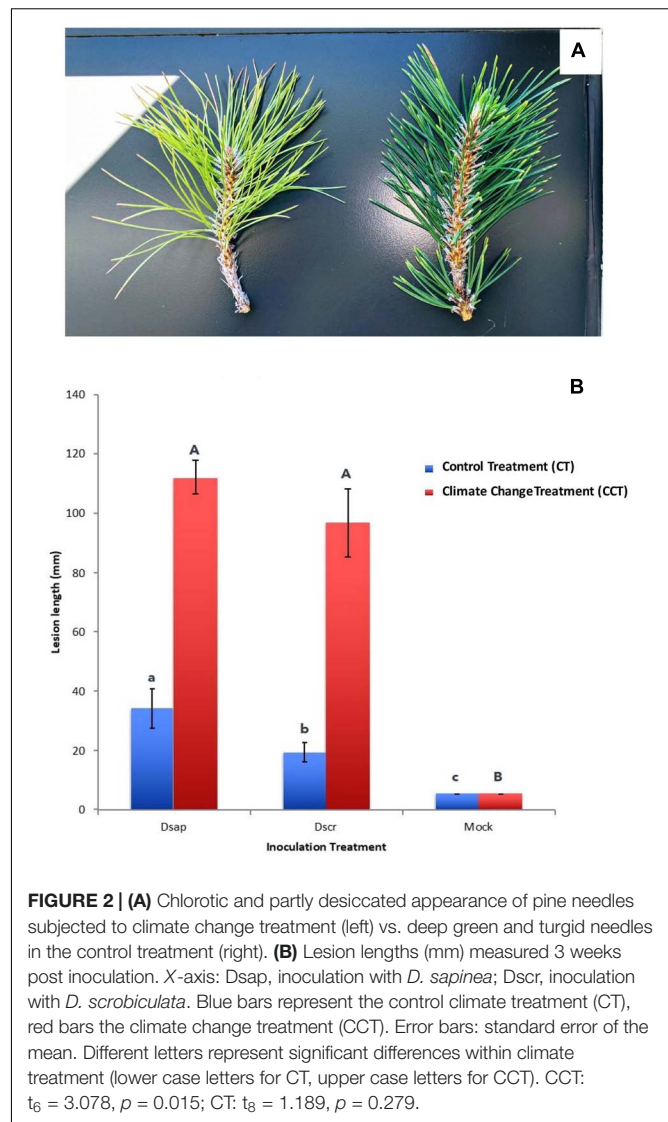 A
B
140
120
100
80
60
40
20
0
Lesion length (mm)
A
A
a
b
c
B
Control Treatment (CT)
Climate ChangeTreatment (CCT)
Dsap
Dscr
Mock
Inoculation Treatment
FIGURE 2 | (A) Chlorotic and partly desiccated appearance of pine needles
subjected to climate change treatment (left) vs. deep green and turgid needles
in the control treatment (right). (B) Lesion lengths (mm) measured 3 weeks
post inoculation. X-axis: Dsap, inoculation with D. sapinea; Dscr, inoculation
with D. scrobiculata. Blue bars represent the control climate treatment (CT),
red bars the climate change treatment (CCT). Error bars: standard error of the
mean. Different letters represent significant differences within climate
treatment (lower case letters for CT, upper case letters for CCT). CCT:
t₆ = 3.078, p = 0.015; CT: t₈ = 1.189, p = 0.279.